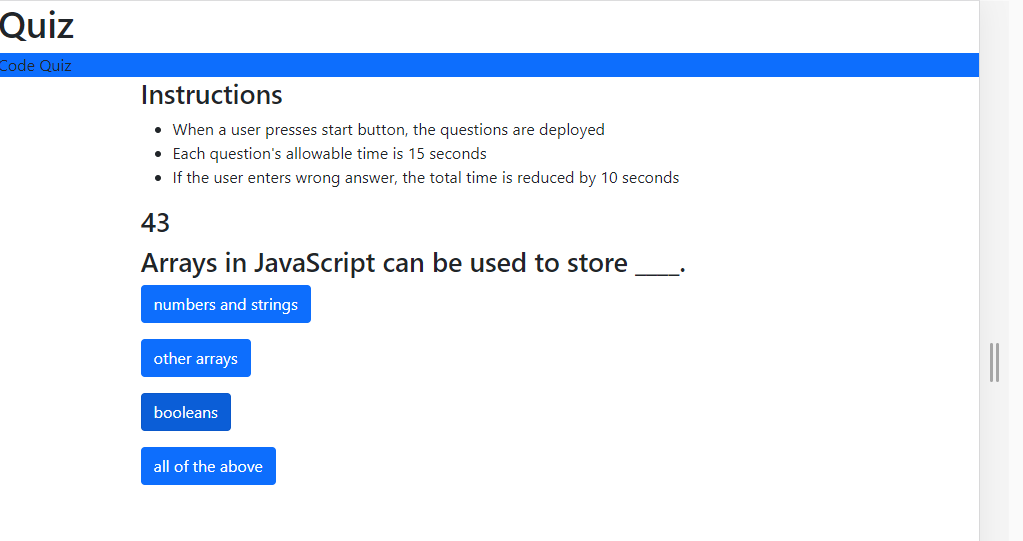 Quiz
Code Quiz
Instructions
• When a user presses start button, the questions are deployed
• Each question's allowable time is 15 seconds
• If the user enters wrong answer, the total time is reduced by 10 seconds
43
Arrays in JavaScript can be used to store ____.
numbers and strings
other arrays
booleans
all of the above